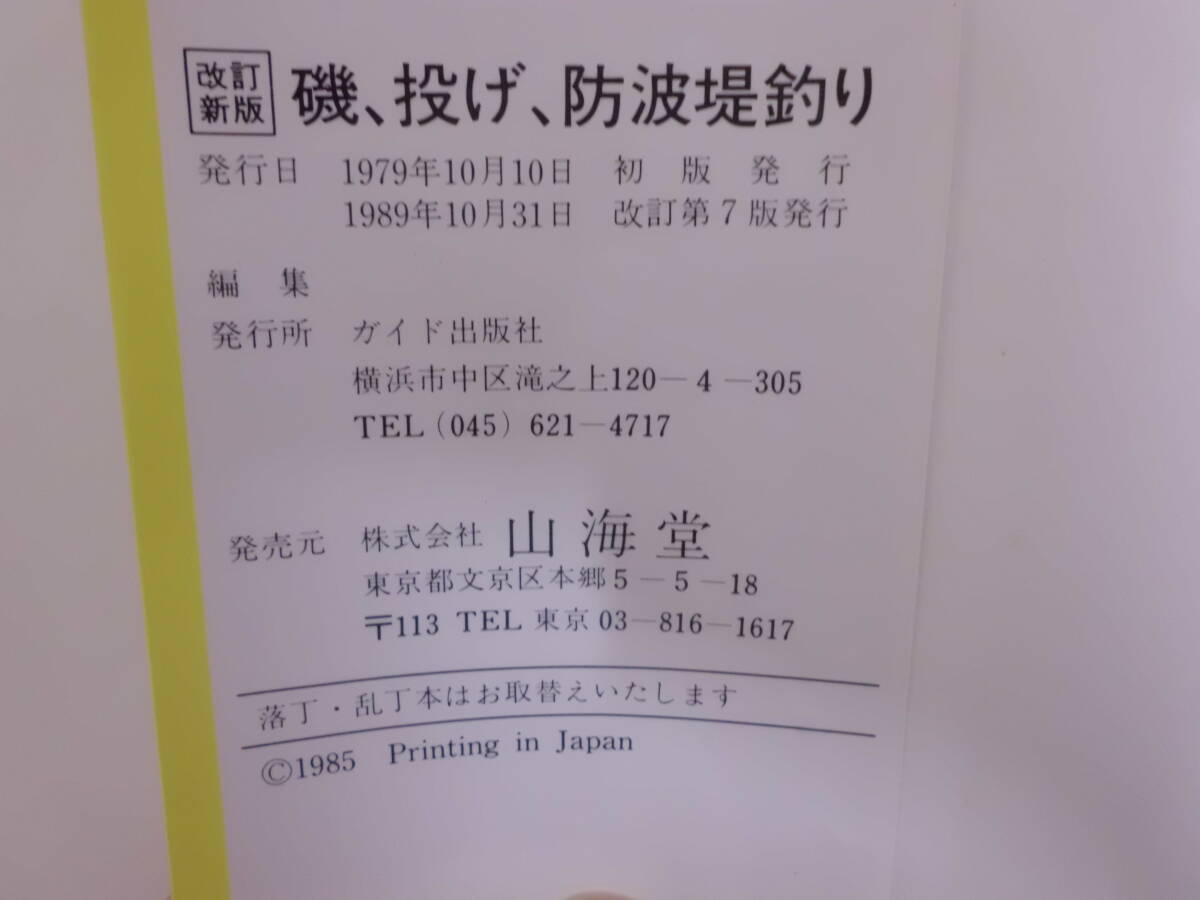 改訂新版 磯、投げ、防波堤釣り
発行日 1979年10月10日 初版発行
1989年10月31日 改訂第7版発行
編集
発行所 ガイド出版社
横浜市中区滝之上120－4－305
TEL(045)621－4717
発売元 株式会社 山海堂
東京都文京区本郷5－5－18
〒113 TEL 東京 03－816－1617
落丁・乱丁本はお取替えいたします
©1985 Printing in Japan